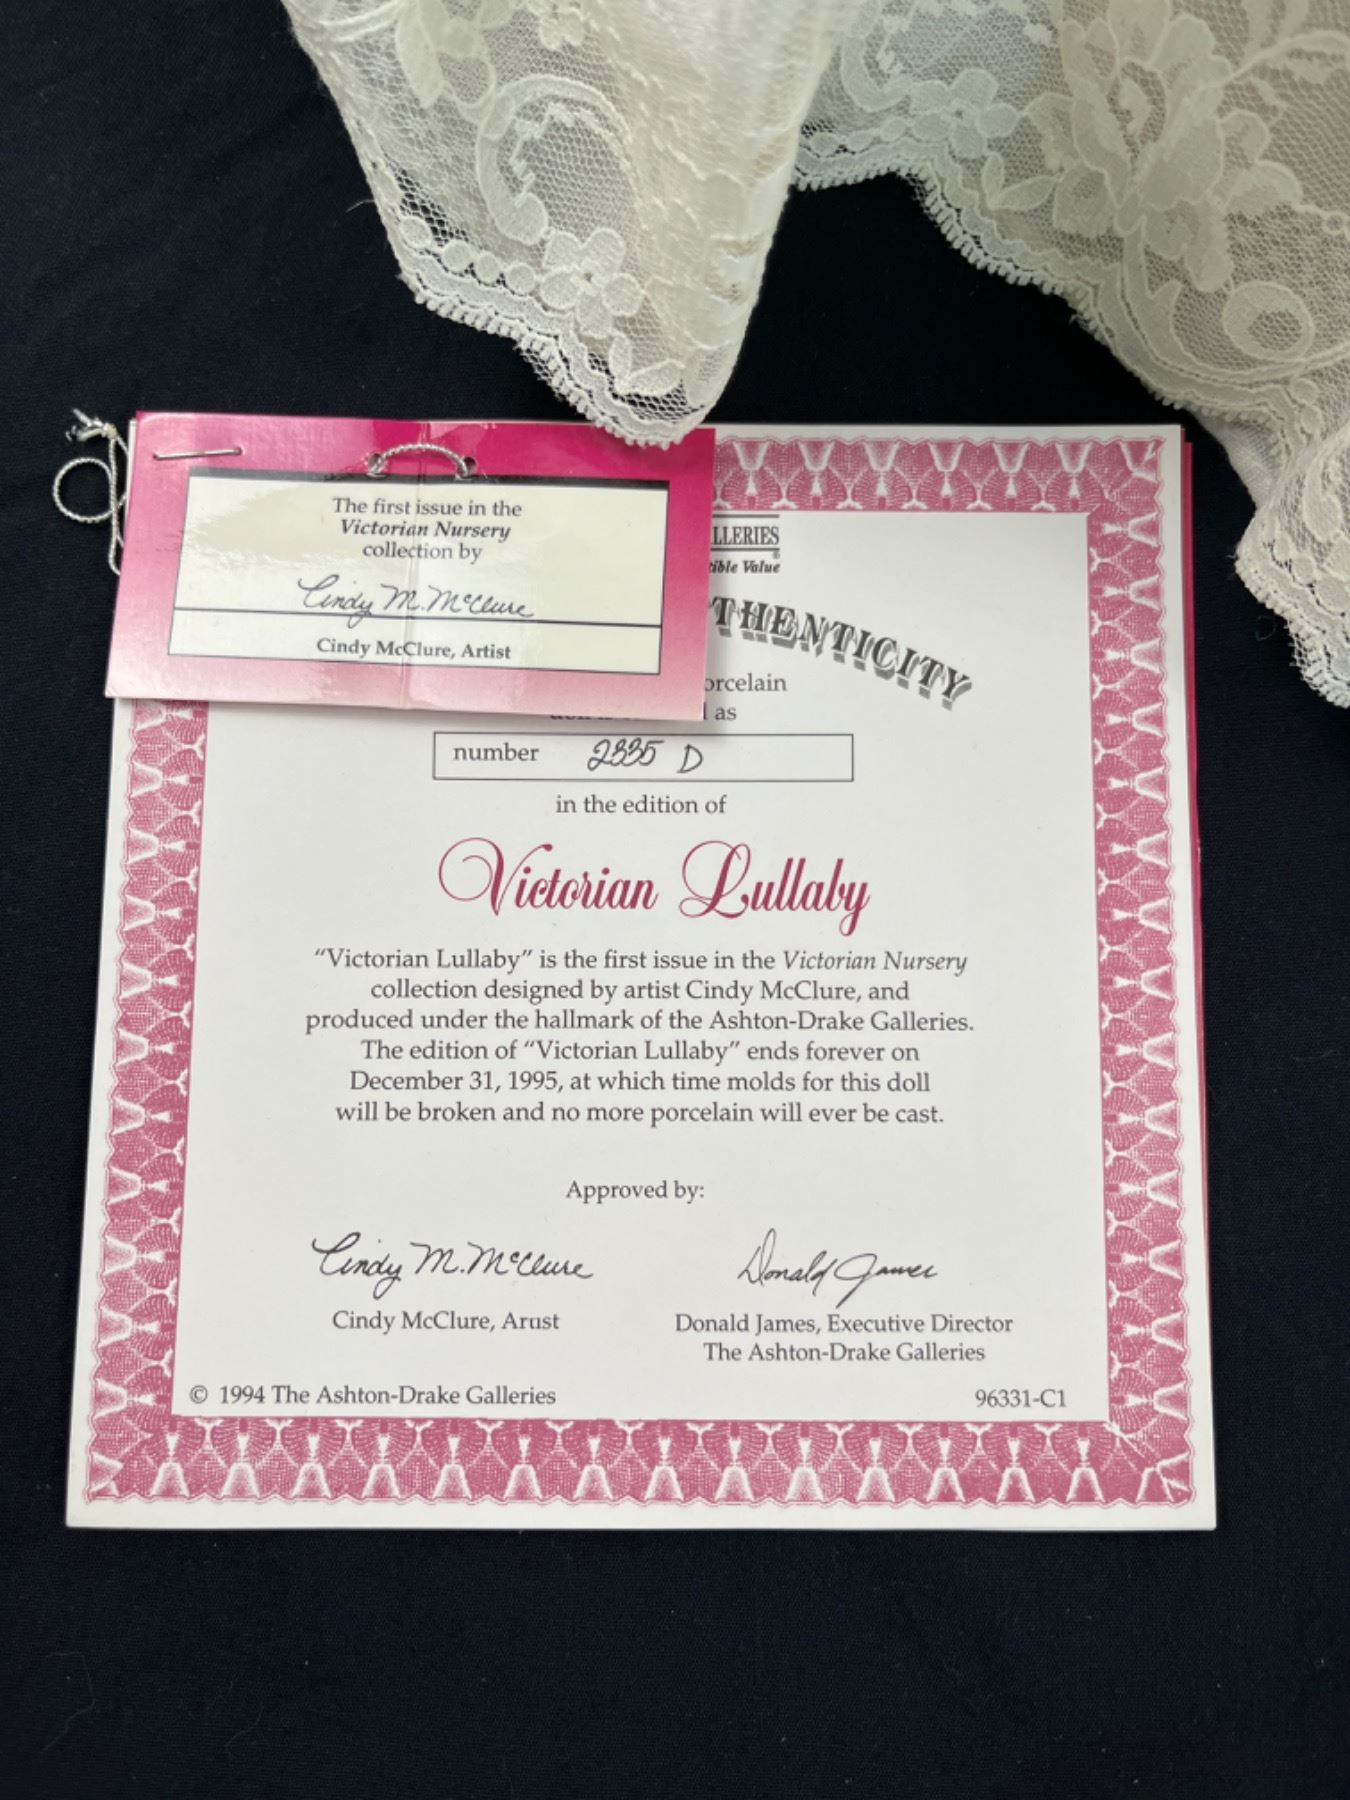 The first issue in the
Victorian Nursery
collection by
Cindy M. McClure
Cindy McClure, Artist
LLERIES
®
tible Value
THENTICITY
orcelain
as
number 2335 D
in the edition of
Victorian Lullaby
“Victorian Lullaby” is the first issue in the Victorian Nursery
collection designed by artist Cindy McClure, and
produced under the hallmark of the Ashton-Drake Galleries.
The edition of “Victorian Lullaby” ends forever on
December 31, 1995, at which time molds for this doll
will be broken and no more porcelain will ever be cast.
Approved by:
Cindy M. McClure
Donald James
Cindy McClure, Artist
Donald James, Executive Director
The Ashton-Drake Galleries
© 1994 The Ashton-Drake Galleries
96331-C1